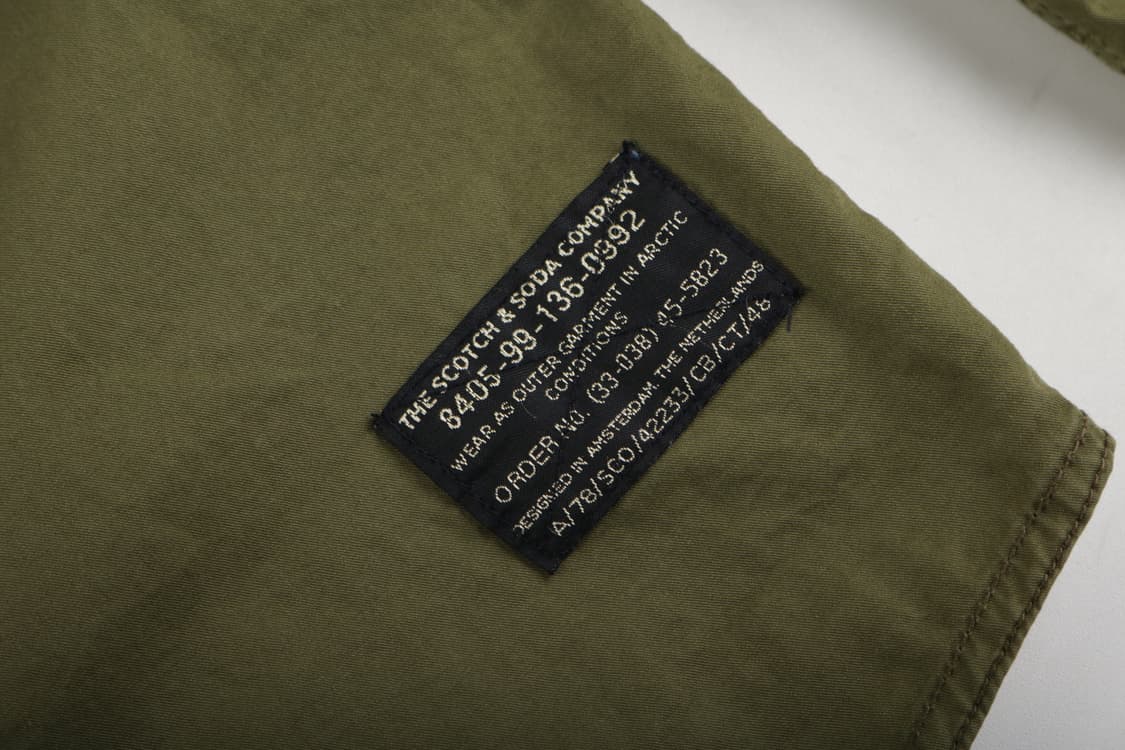 THE SCOTCH & SODA COMPANY
8405-99-136-0392
WEAR AS OUTER GARMENT IN ARCTIC
CONDITIONS
ORDER NO. (33-038) 45-5823
DESIGNED IN AMSTERDAM, THE NETHERLANDS
A/78/SCO/42233/CB/CT/48